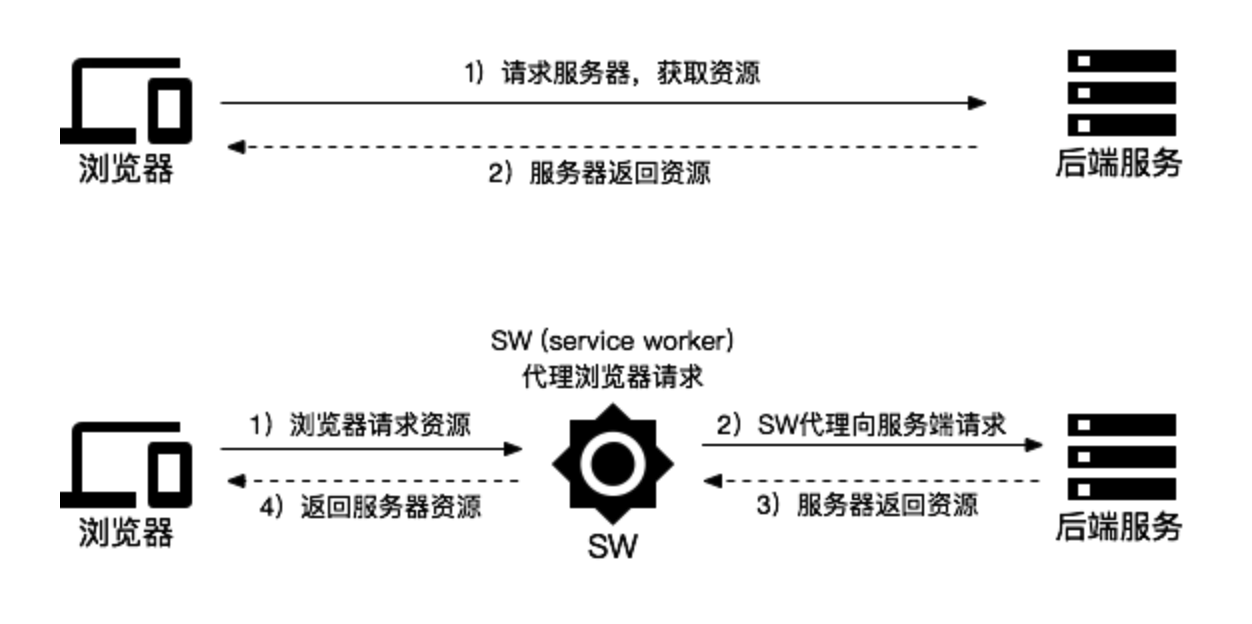 1）请求服务器，获取资源
2）服务器返回资源
浏览器
后端服务
SW (service worker)
代理浏览器请求
1）浏览器请求资源
2）SW代理向服务端请求
4）返回服务器资源
3）服务器返回资源
浏览器
SW
后端服务